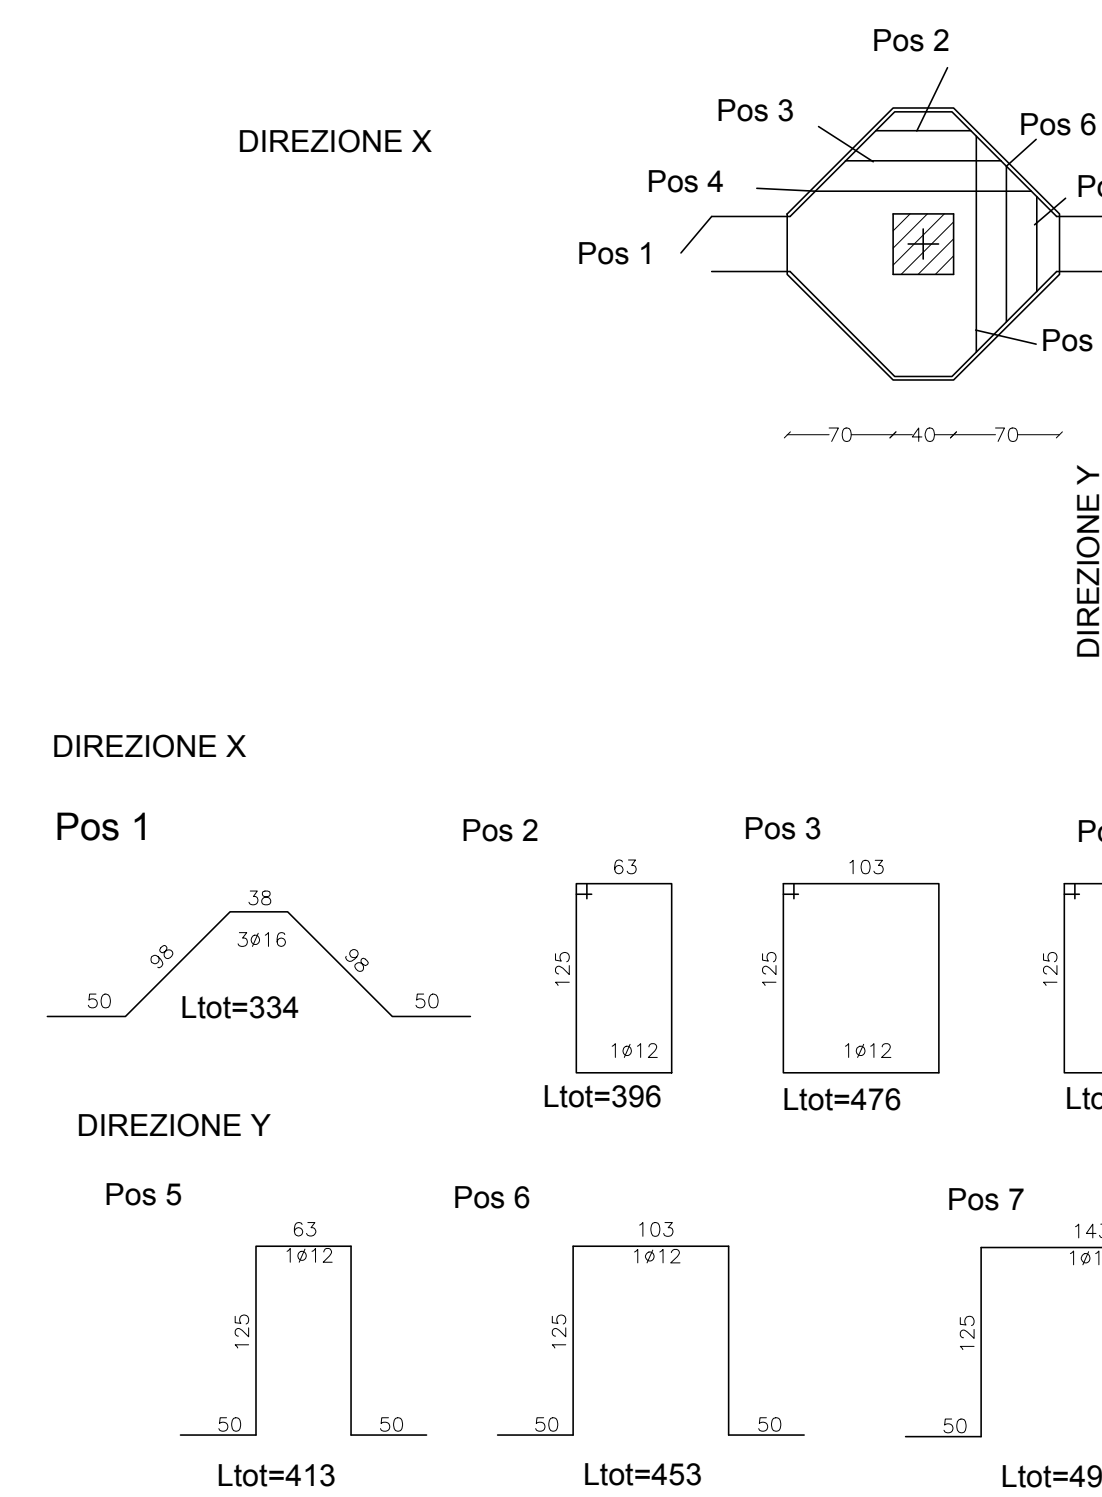 Pos 2
Pos 3
Pos 6
DIREZIONE X
Pos 4
Pos 1
Pos
70 40 70
DIREZIONE Y
DIREZIONE X
Pos 1
Pos 2
Pos 3
38
3ø16
98
98
50
50
Ltot=334
63
125
1ø12
Ltot=396
103
125
1ø12
Ltot=476
125
DIREZIONE Y
Pos 5
Pos 6
Pos 7
63
1ø12
125
50
50
Ltot=413
103
1ø12
125
50
50
Ltot=453
125
50